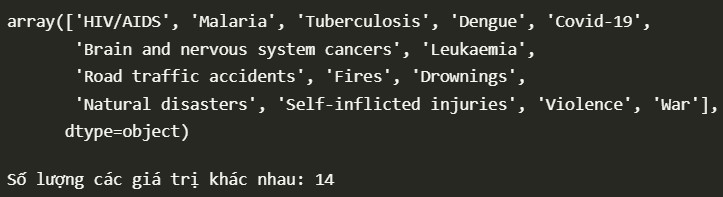 array(['HIV/AIDS', 'Malaria', 'Tuberculosis', 'Dengue', 'Covid-19',
'Brain and nervous system cancers', 'Leukaemia',
'Road traffic accidents', 'Fires', 'Drownings',
'Natural disasters', 'Self-inflicted injuries', 'Violence', 'War'],
dtype=object)
Số lượng các giá trị khác nhau: 14